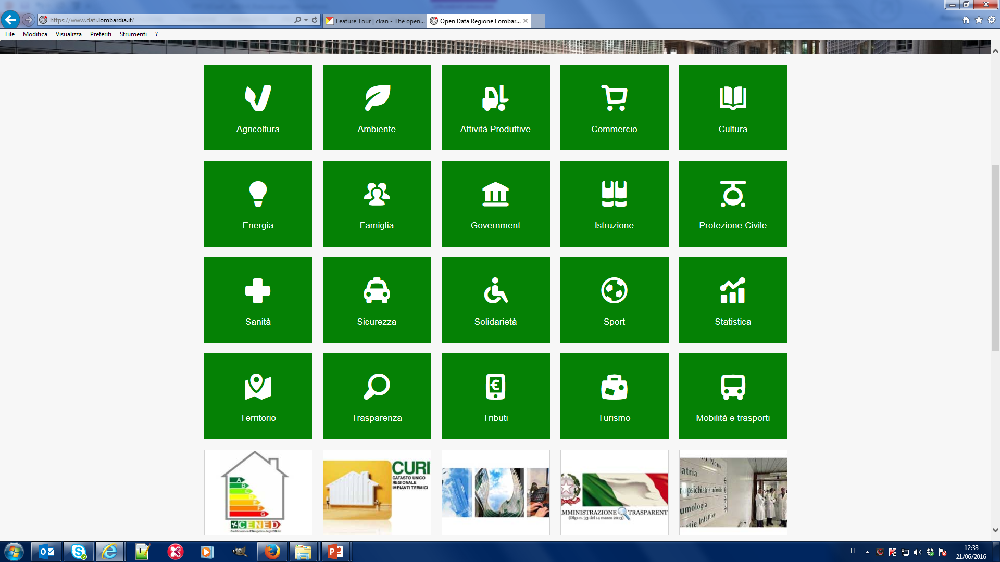 https://www.dati.lombardia.it/
Feature Tour | ckan - The open...
Open Data Regione Lombar...
File Modifica Visualizza Preferiti Strumenti ?
Agricoltura
Ambiente
Attività Produttive
Commercio
Cultura
Energia
Famiglia
Government
Istruzione
Protezione Civile
Sanità
Sicurezza
Solidarietà
Sport
Statistica
Territorio
Trasparenza
Tributi
Turismo
Mobilità e trasporti
A
B
C
D
E
F
G
CENED
Certificazione ENergetica degli EDifici
CURI
CATASTO UNICO
REGIONALE
IMPIANTI TERMICI
MMINISTRAZIONE TRASPARENT
(Dlgs n. 33 del 14 marzo 2013)
ro Nono
iatria
ropsichiatria Infantile
umologia
tie Infettive
IT
12:33
21/06/2016